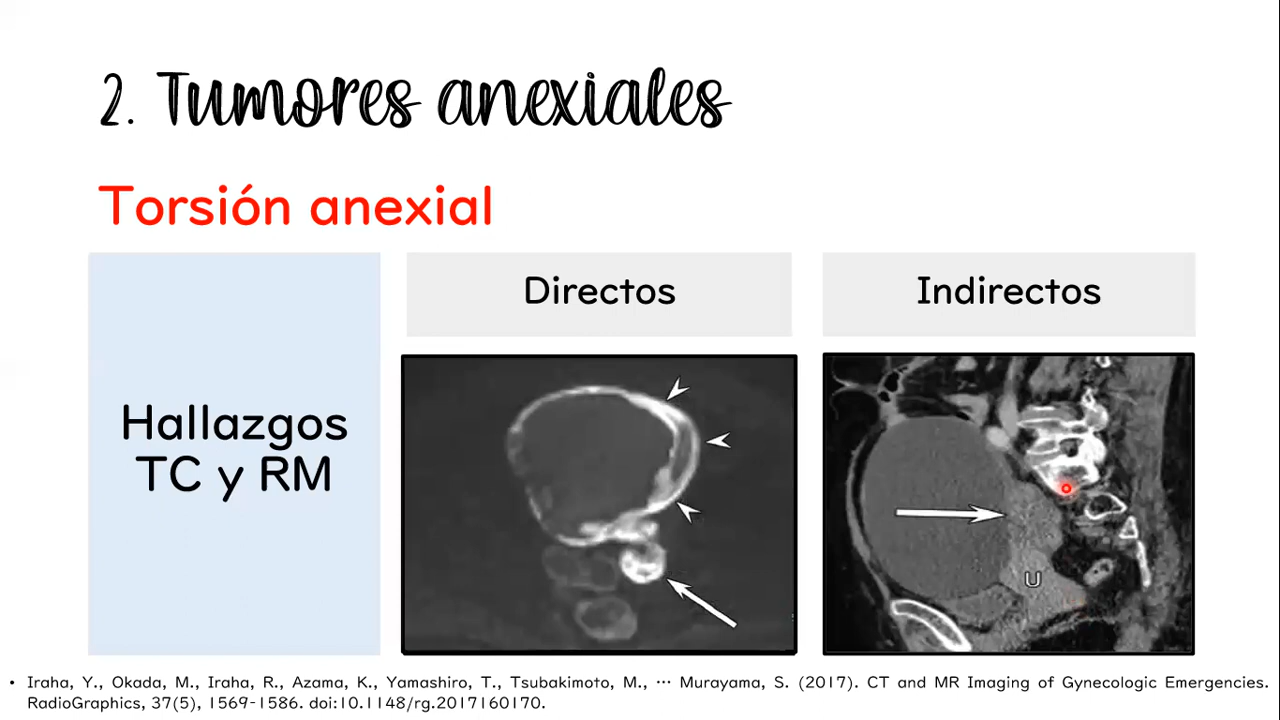 2. Tumores anexiales
Torsión anexial
Hallazgos
TC y RM
Directos
Indirectos
U
• Iraha, Y., Okada, M., Iraha, R., Azama, K., Yamashiro, T., Tsubakimoto, M., … Murayama, S. (2017). CT and MR Imaging of Gynecologic Emergencies.
RadioGraphics, 37(5), 1569-1586. doi:10.1148/rg.2017160170.